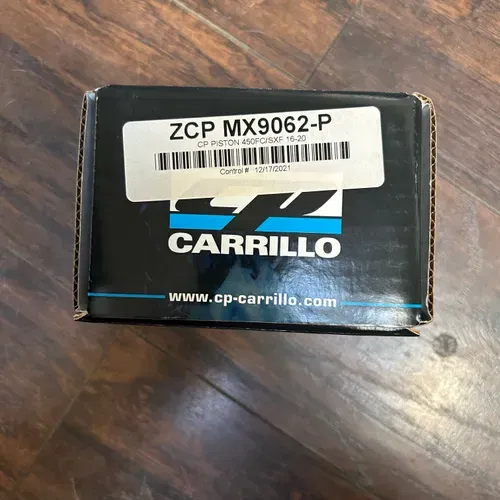 ZCP MX9062-P
CP PISTON 450FC/SXF 16-20
Control # 12/17/2021
CP
CARRILLO
www.cp-carrillo.com